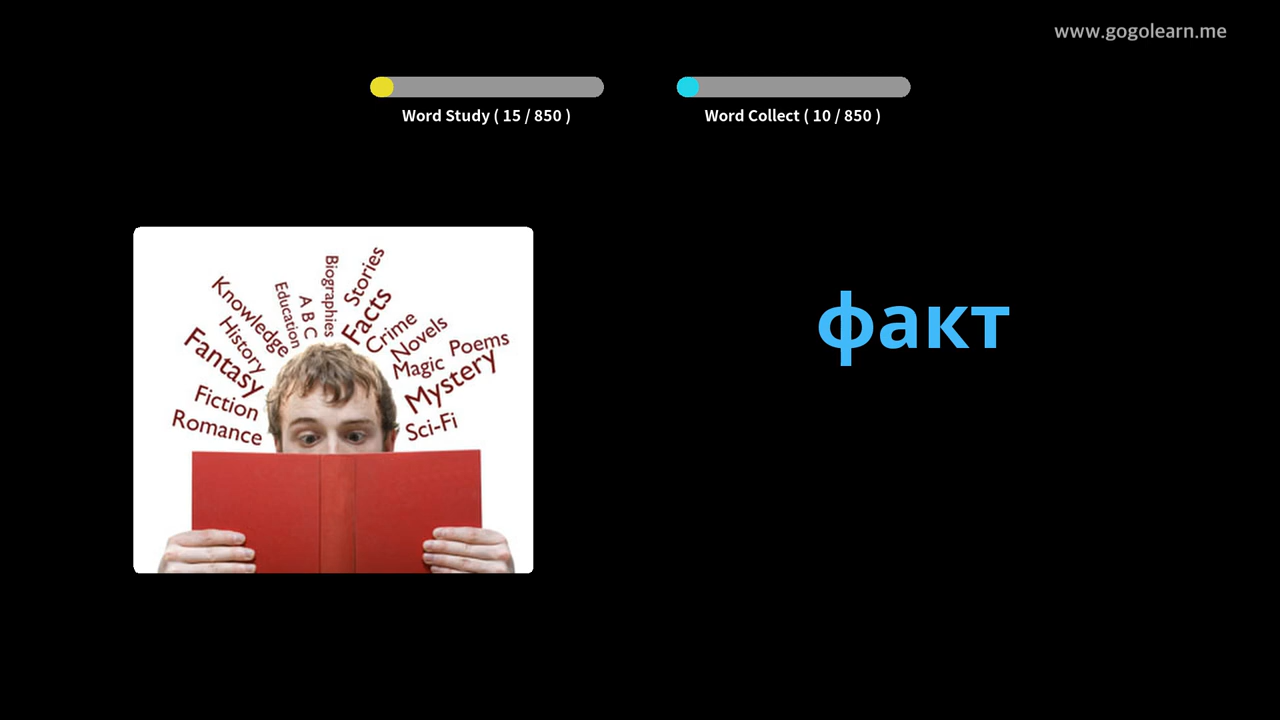 www.gogolearn.me
Word Study ( 15 / 850 )
Word Collect ( 10 / 850 )
Biographies
Stories
Facts
Education
A B C
Knowledge
History
Crime
Novels
Poems
Magic
Mystery
Fantasy
Fiction
Romance
Sci-Fi
факт